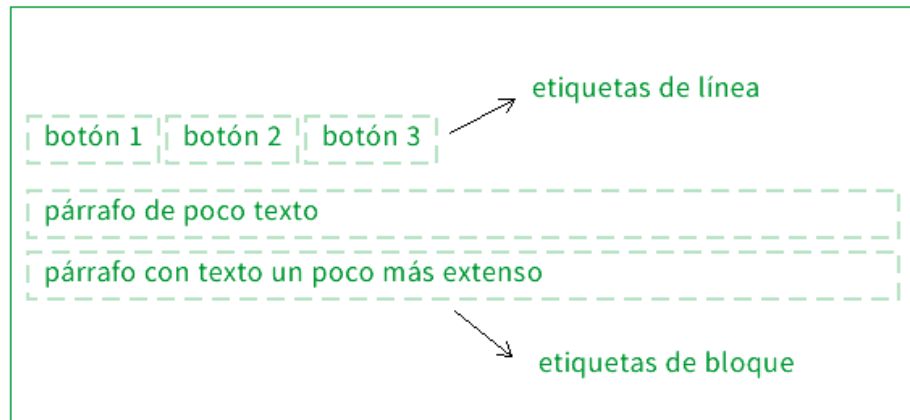 etiquetas de línea
botón 1 botón 2 botón 3
párrafo de poco texto
párrafo con texto un poco más extenso
etiquetas de bloque